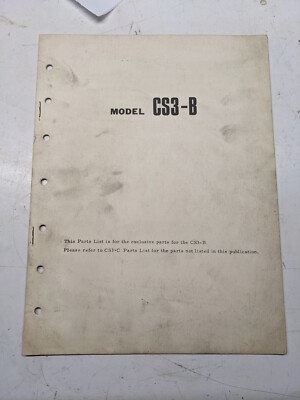 MODEL CS3-B
This Parts List is for the exclusive parts for the CS3-B
Please refer to CS3-C Parts List for the parts not listed in this publication.